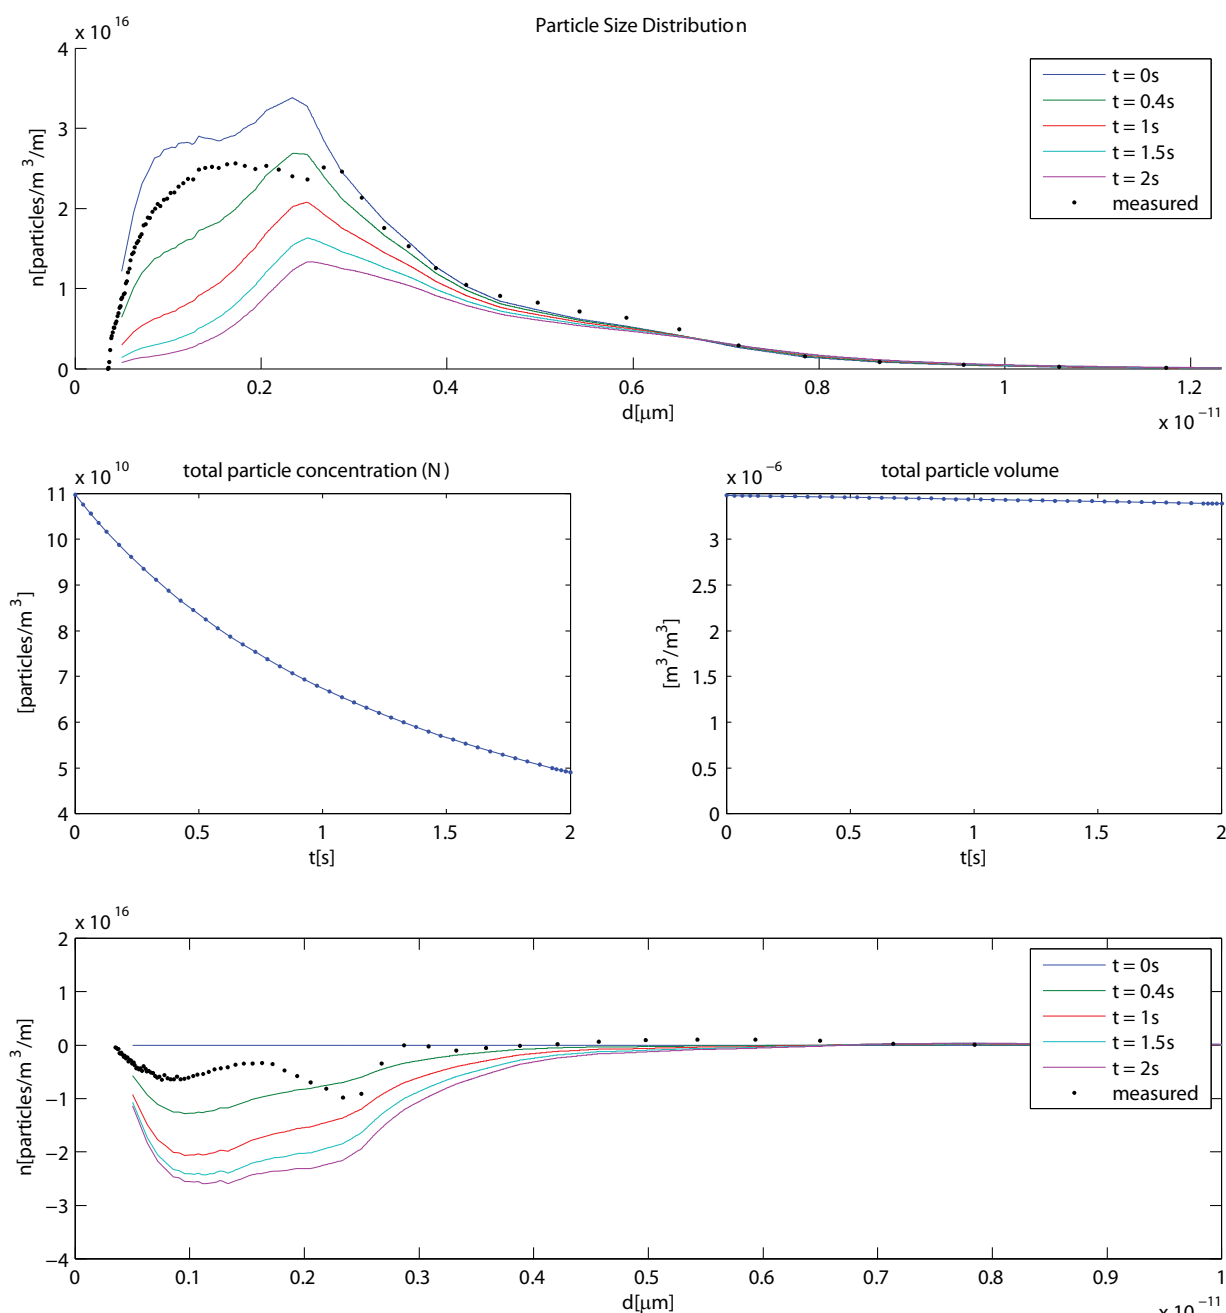 Particle Size Distribution
x 10^16
4
3
2
1
0
n[particles/m^3/m]
t = 0s
t = 0.4s
t = 1s
t = 1.5s
t = 2s
measured
0 0.2 0.4 0.6 0.8 1 1.2
d[μm]
x 10^−11
total particle concentration (N)
x 10^10
11
10
9
8
7
6
5
4
[particles/m^3]
0 0.5 1 1.5 2
t[s]
total particle volume
x 10^−6
3
2.5
2
1.5
1
0.5
0
[m^3/m^3]
0 0.5 1 1.5 2
t[s]
x 10^16
2
1
0
−1
−2
−3
−4
n[particles/m^3/m]
t = 0s
t = 0.4s
t = 1s
t = 1.5s
t = 2s
measured
0 0.1 0.2 0.3 0.4 0.5 0.6 0.7 0.8 0.9 1
d[μm]
x 10^−11